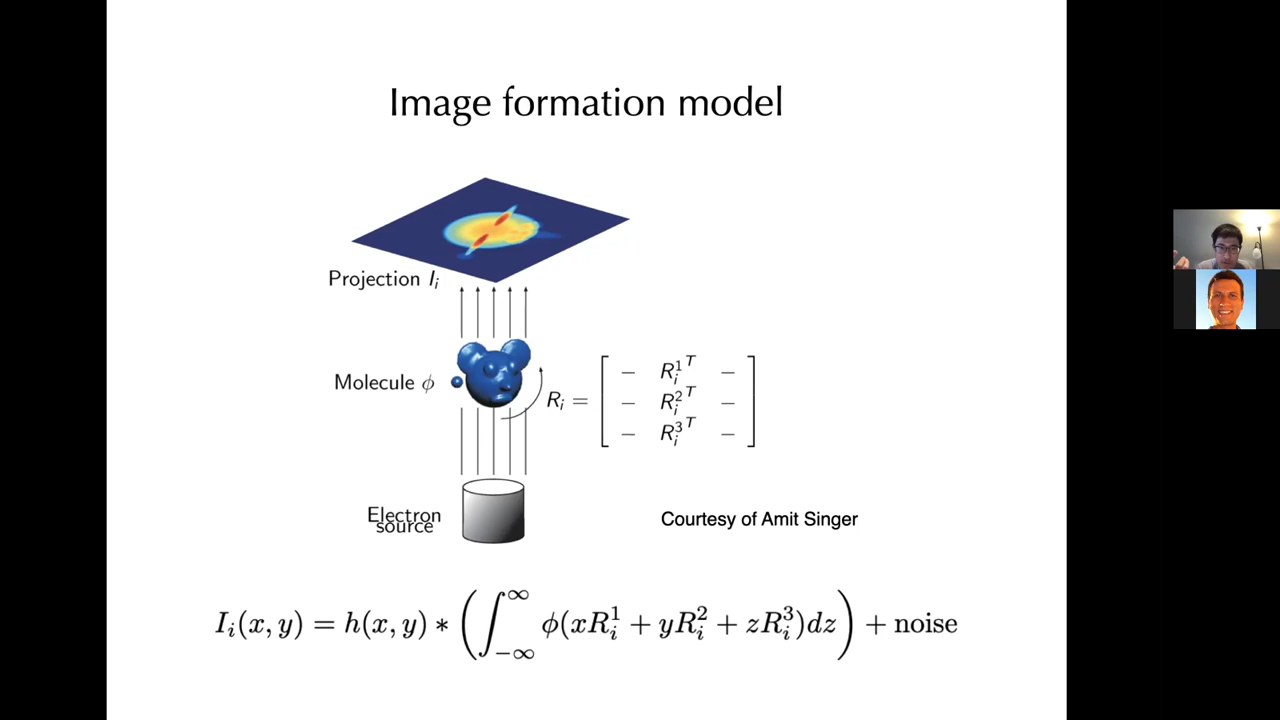 Image formation model
Projection I_i
Molecule ϕ
R_i = [ − R_i^1^T − ]
[ − R_i^2^T − ]
[ − R_i^3^T − ]
Electron
source
Courtesy of Amit Singer
I_i(x, y) = h(x, y) ∗ (∫_{−∞}^{∞} ϕ(xR_i^1 + yR_i^2 + zR_i^3)dz) + noise